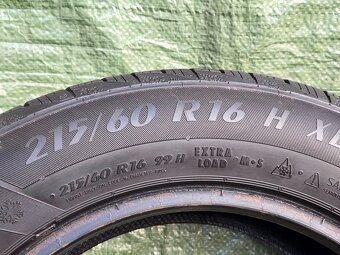 215/60 R16 H XL
215/60 R16 99 H EXTRA LOAD M·S